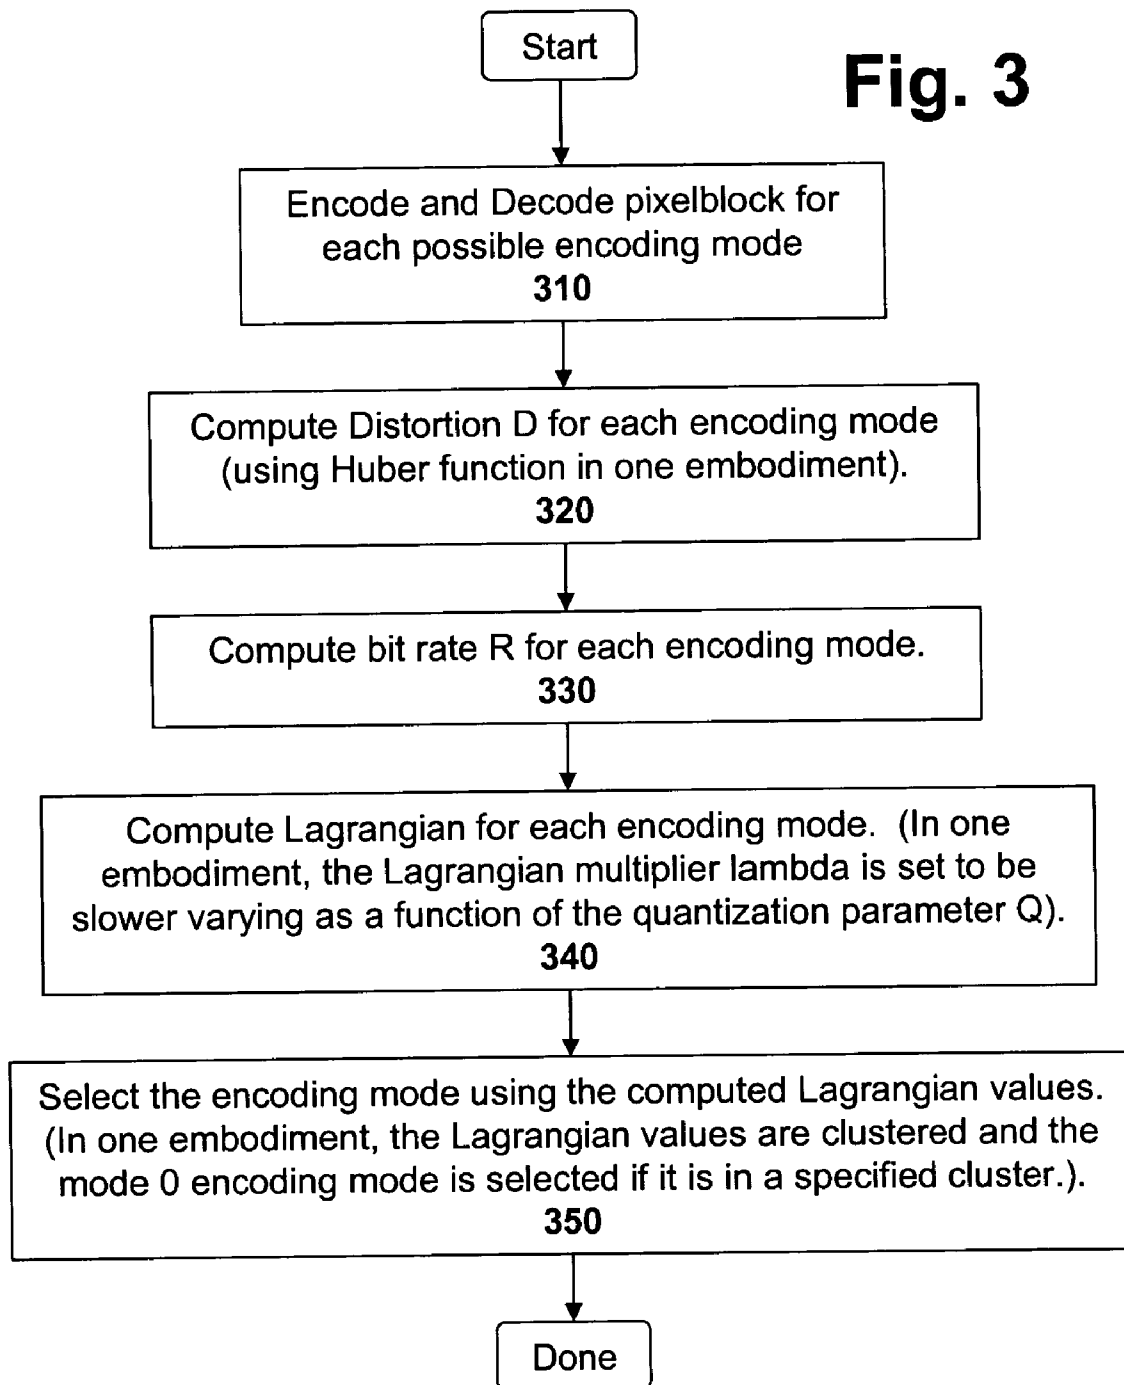 Start
Fig. 3
Encode and Decode pixelblock for
each possible encoding mode
310
Compute Distortion D for each encoding mode
(using Huber function in one embodiment).
320
Compute bit rate R for each encoding mode.
330
Compute Lagrangian for each encoding mode. (In one
embodiment, the Lagrangian multiplier lambda is set to be
slower varying as a function of the quantization parameter Q).
340
Select the encoding mode using the computed Lagrangian values.
(In one embodiment, the Lagrangian values are clustered and the
mode 0 encoding mode is selected if it is in a specified cluster.).
350
Done